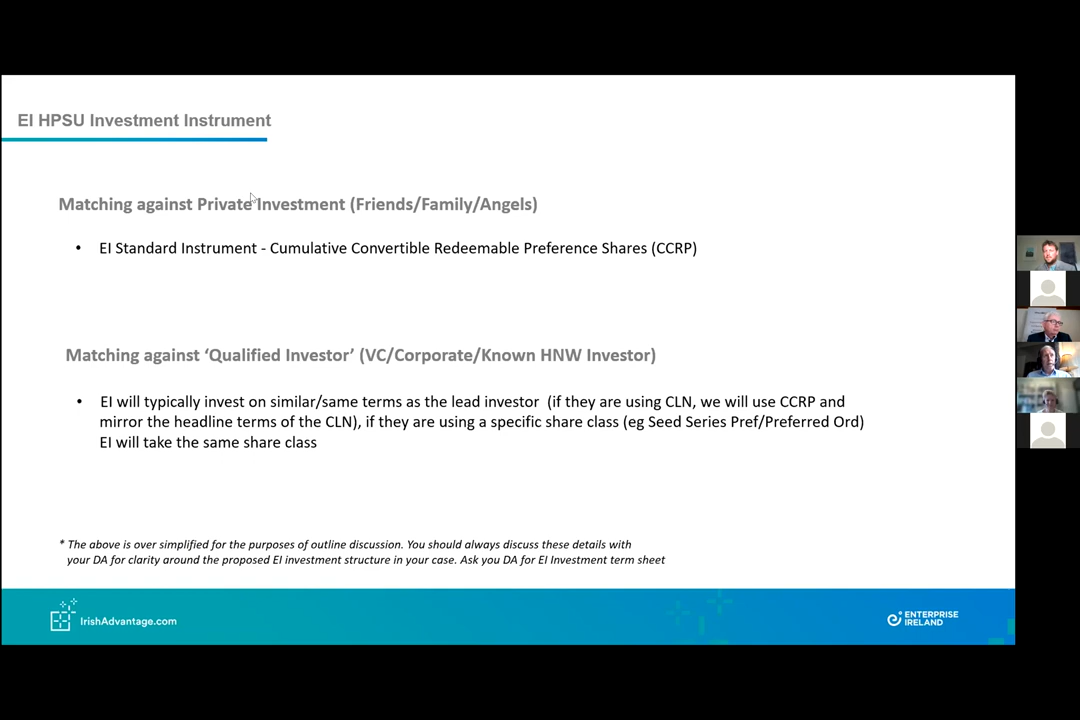 EI HPSU Investment Instrument
Matching against Private Investment (Friends/Family/Angels)
• EI Standard Instrument - Cumulative Convertible Redeemable Preference Shares (CCRP)
Matching against ‘Qualified Investor’ (VC/Corporate/Known HNW Investor)
• EI will typically invest on similar/same terms as the lead investor (if they are using CLN, we will use CCRP and
mirror the headline terms of the CLN), if they are using a specific share class (eg Seed Series Pref/Preferred Ord)
EI will take the same share class
* The above is over simplified for the purposes of outline discussion. You should always discuss these details with
your DA for clarity around the proposed EI investment structure in your case. Ask you DA for EI Investment term sheet
IrishAdvantage.com
ENTERPRISE
IRELAND